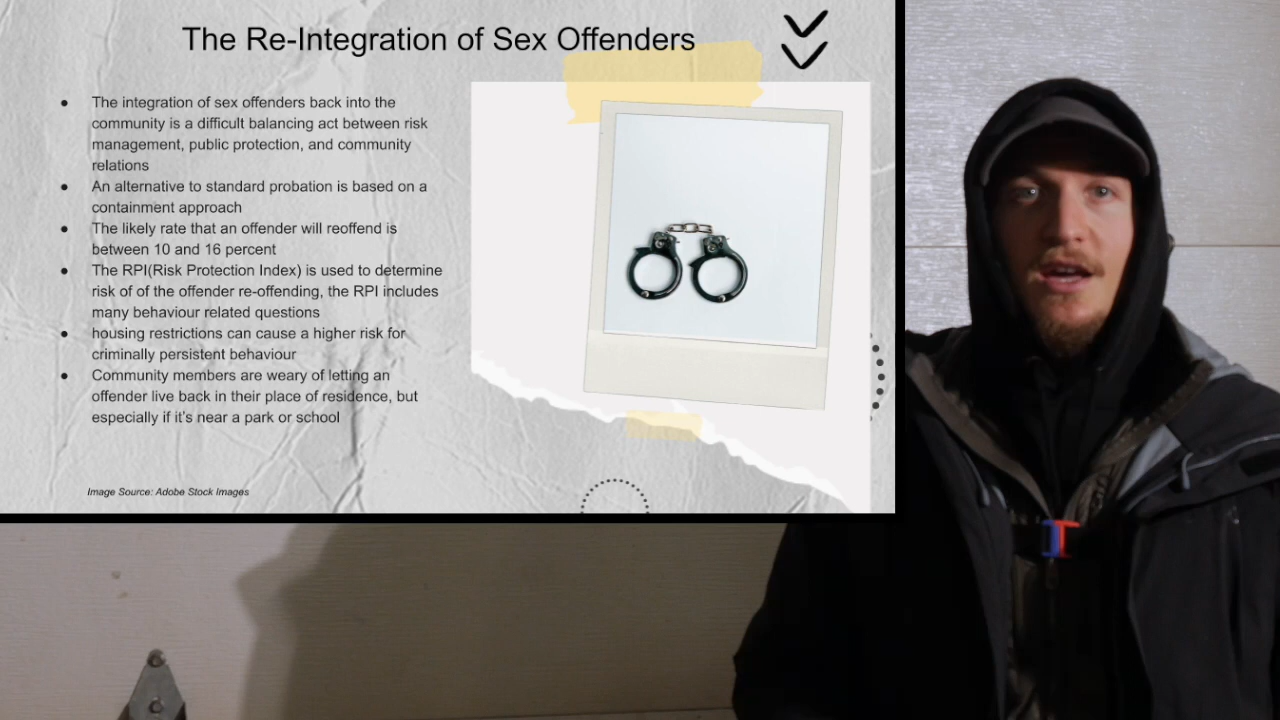 The Re-Integration of Sex Offenders
● The integration of sex offenders back into the
community is a difficult balancing act between risk
management, public protection, and community
relations
● An alternative to standard probation is based on a
containment approach
● The likely rate that an offender will reoffend is
between 10 and 16 percent
● The RPI(Risk Protection Index) is used to determine
risk of of the offender re-offending, the RPI includes
many behaviour related questions
● housing restrictions can cause a higher risk for
criminally persistent behaviour
● Community members are weary of letting an
offender live back in their place of residence, but
especially if it's near a park or school
Image Source: Adobe Stock Images